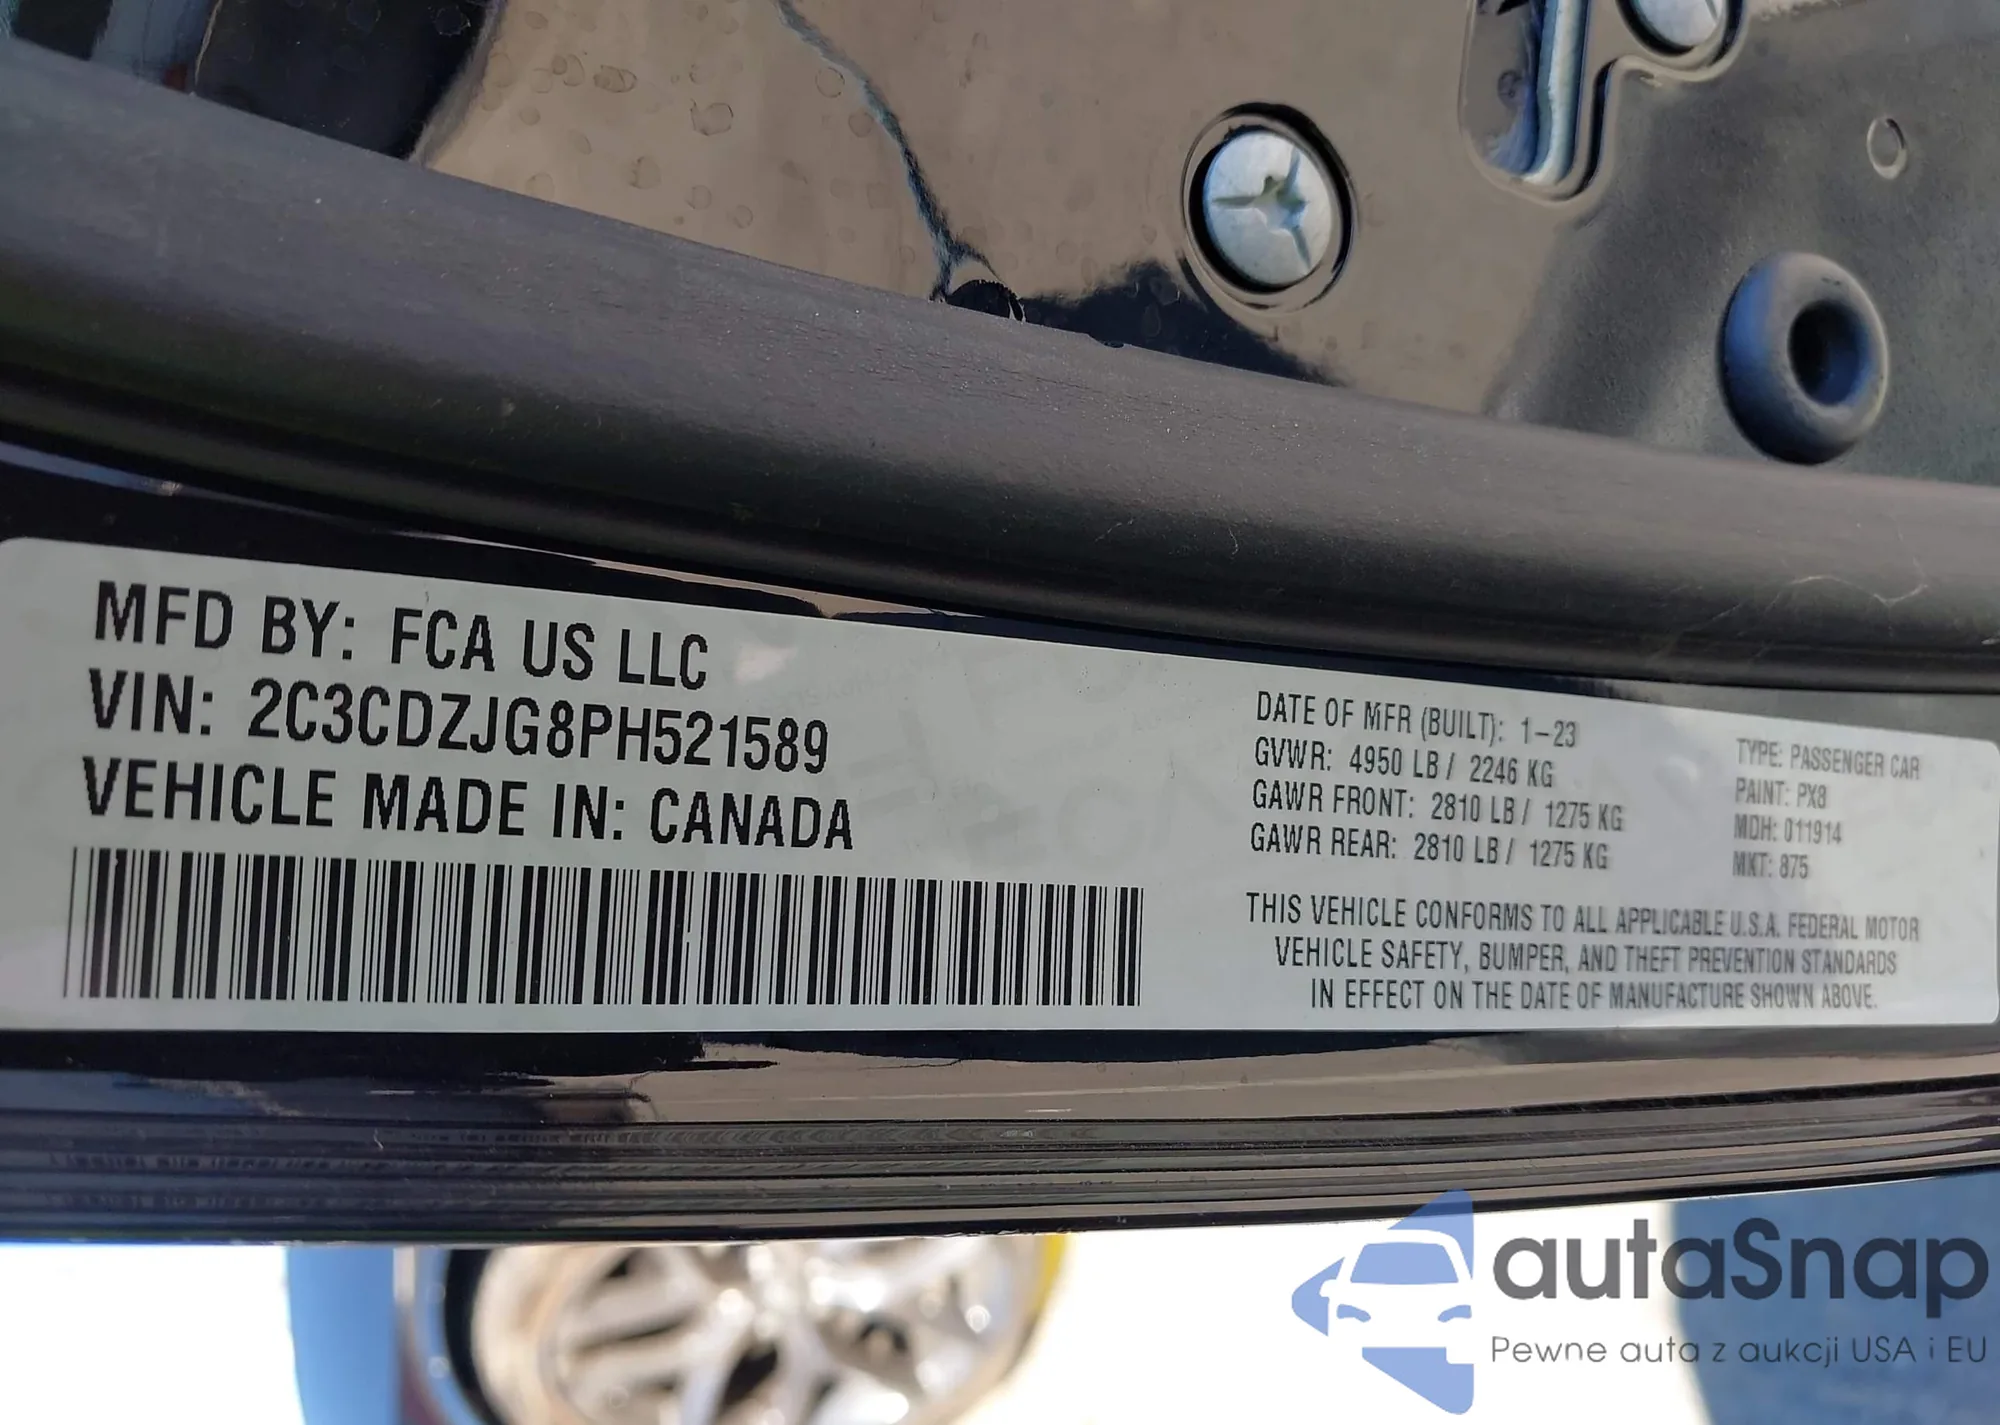 MFD BY: FCA US LLC
VIN: 2C3CDZJG8PH521589
VEHICLE MADE IN: CANADA
DATE OF MFR (BUILT): 1-23
GVWR: 4950 LB / 2246 KG
GAWR FRONT: 2810 LB / 1275 KG
GAWR REAR: 2810 LB / 1275 KG
TYPE: PASSENGER CAR
PAINT: PX8
MDH: 011914
MKT: 875
THIS VEHICLE CONFORMS TO ALL APPLICABLE U.S.A. FEDERAL MOTOR
VEHICLE SAFETY, BUMPER, AND THEFT PREVENTION STANDARDS
IN EFFECT ON THE DATE OF MANUFACTURE SHOWN ABOVE.
autaSnap
Pewne auta z aukcji USA i EU